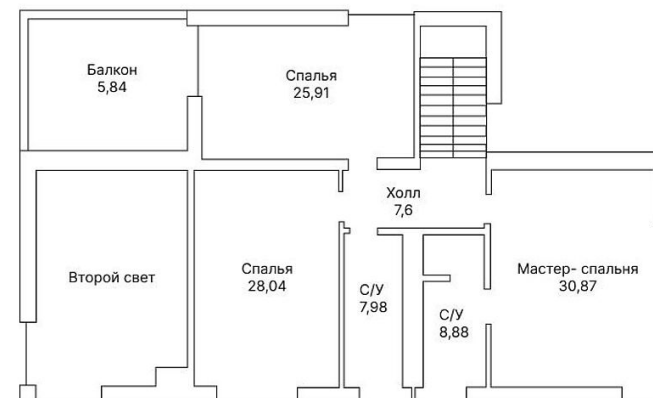 Балкон
5,84
Спалья
25,91
Холл
7,6
Второй свет
Спалья
28,04
С/У
7,98
С/У
8,88
Мастер- спальня
30,87